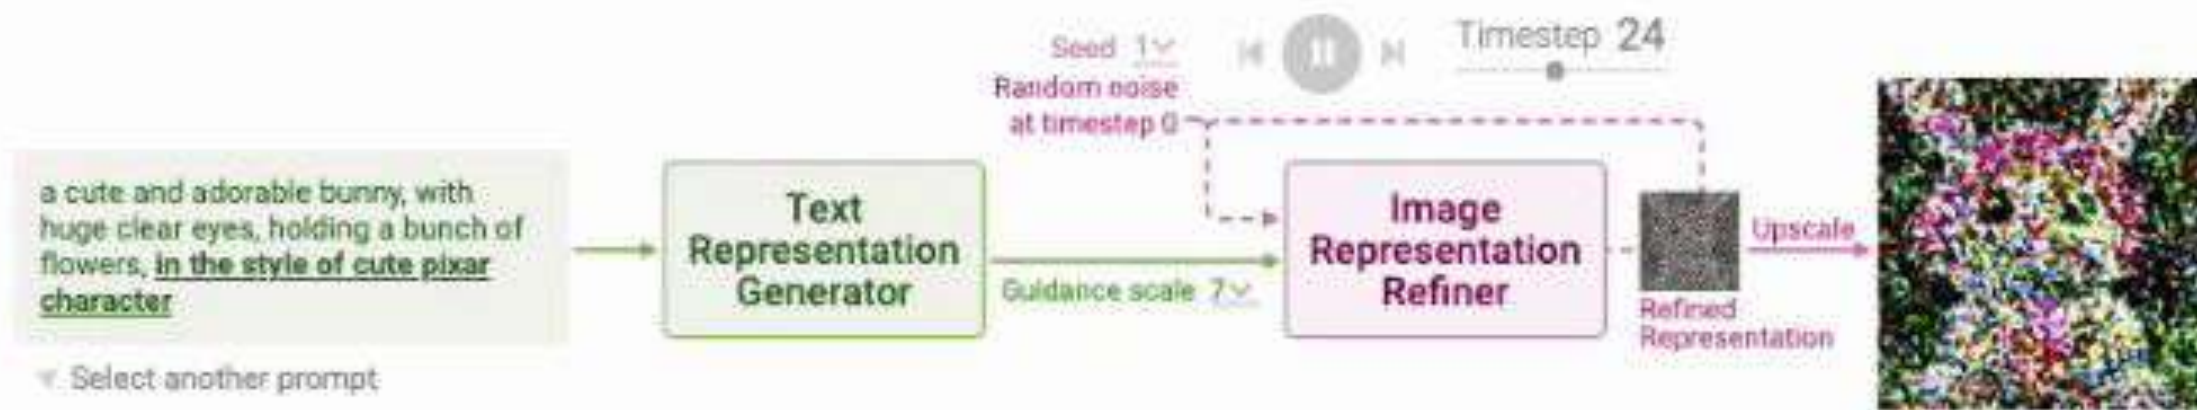 Seed 1
Random noise
at timestep 0
Timestep 24
a cute and adorable bunny, with
huge clear eyes, holding a bunch of
flowers, in the style of cute pixar
character
Select another prompt
Text
Representation
Generator
Guidance scale 7
Image
Representation
Refiner
Refined
Representation
Upscale